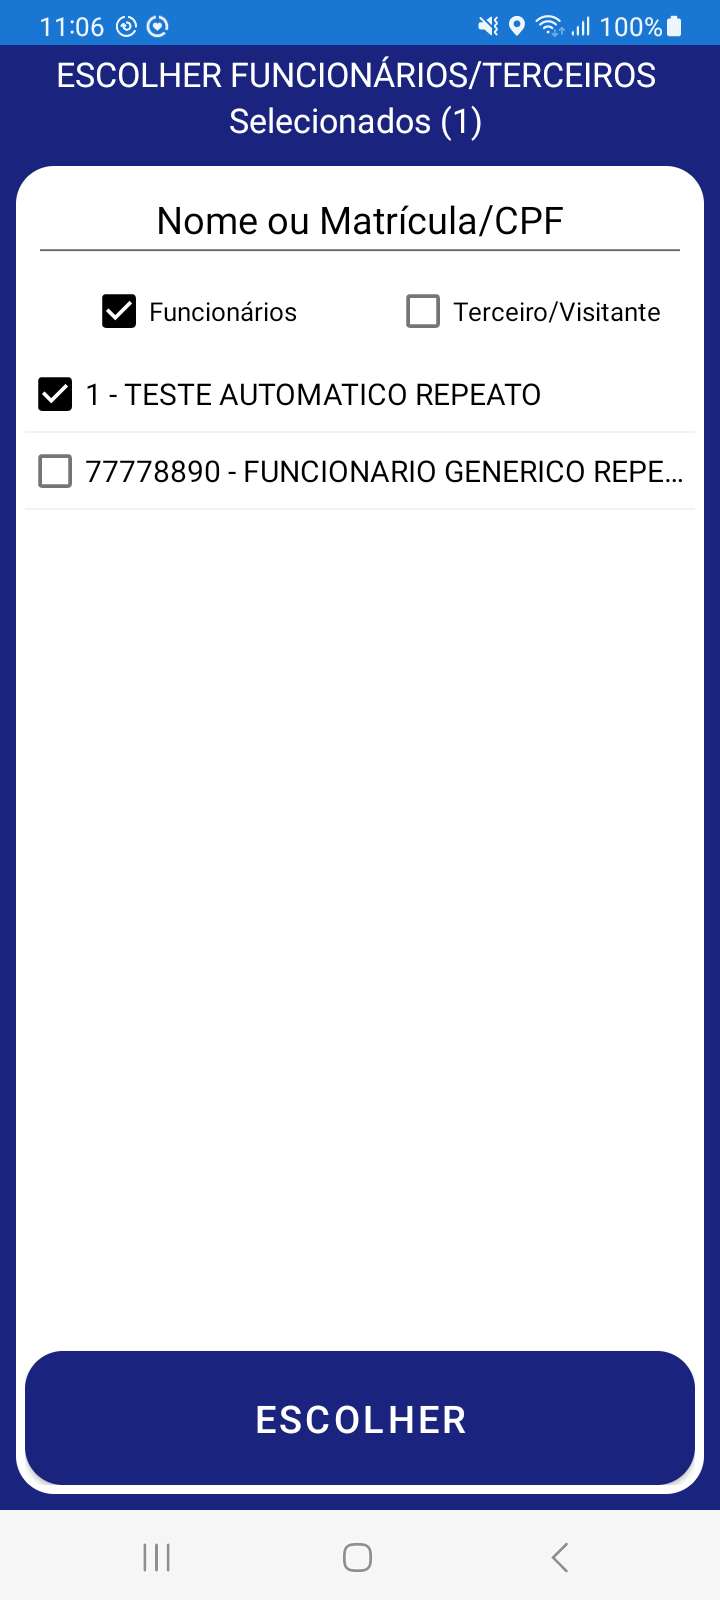 11:06 100%
ESCOLHER FUNCIONÁRIOS/TERCEIROS
Selecionados (1)
Nome ou Matrícula/CPF
Funcionários Terceiro/Visitante
1 - TESTE AUTOMATICO REPEATO
77778890 - FUNCIONARIO GENERICO REPE...
ESCOLHER